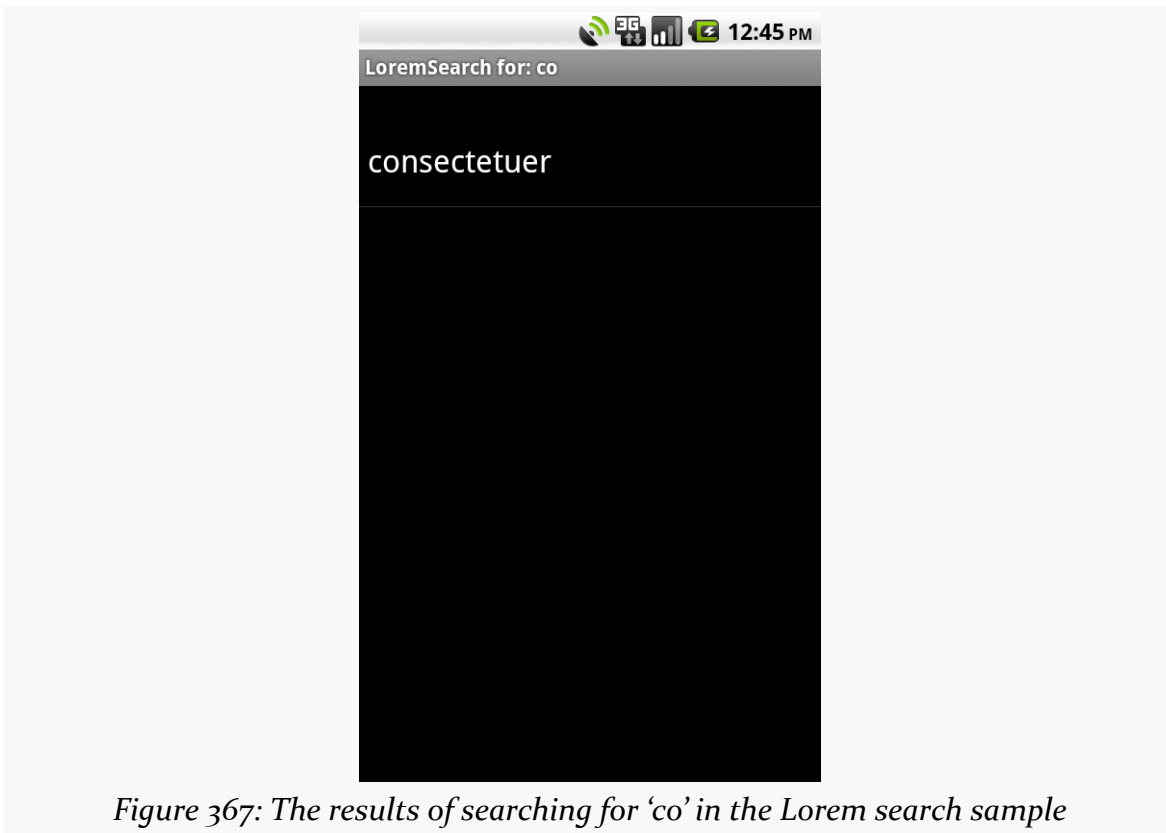 3G
12:45 PM
LoremSearch for: co
consectetuer
Figure 367: The results of searching for ‘co’ in the Lorem search sample